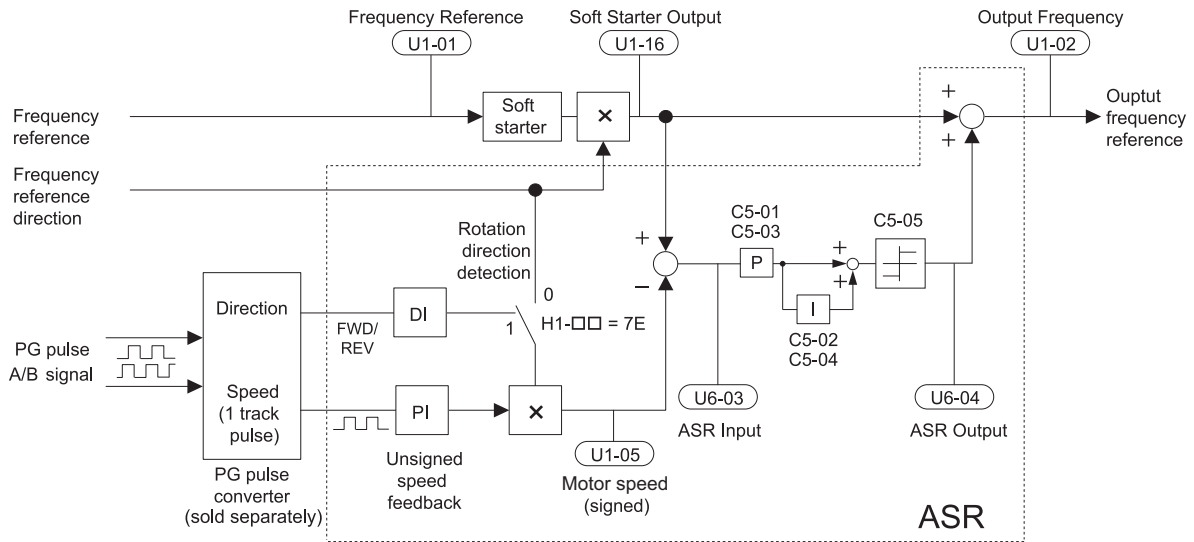 Frequency Reference
U1-01
Soft Starter Output
U1-16
Output Frequency
U1-02
Frequency
reference
Soft
starter
×
+
+
Ouptut
frequency
reference
Frequency
reference
direction
Rotation
direction
detection
+
−
C5-01
C5-03
P
+
+
I
C5-02
C5-04
C5-05
Direction
FWD/
REV
DI
0
1
H1-□□ = 7E
PG pulse
A/B signal
Speed
(1 track
pulse)
PI
×
U6-03
ASR Input
U6-04
ASR Output
U1-05
Motor speed
(signed)
Unsigned
speed
feedback
PG pulse
converter
(sold separately)
ASR